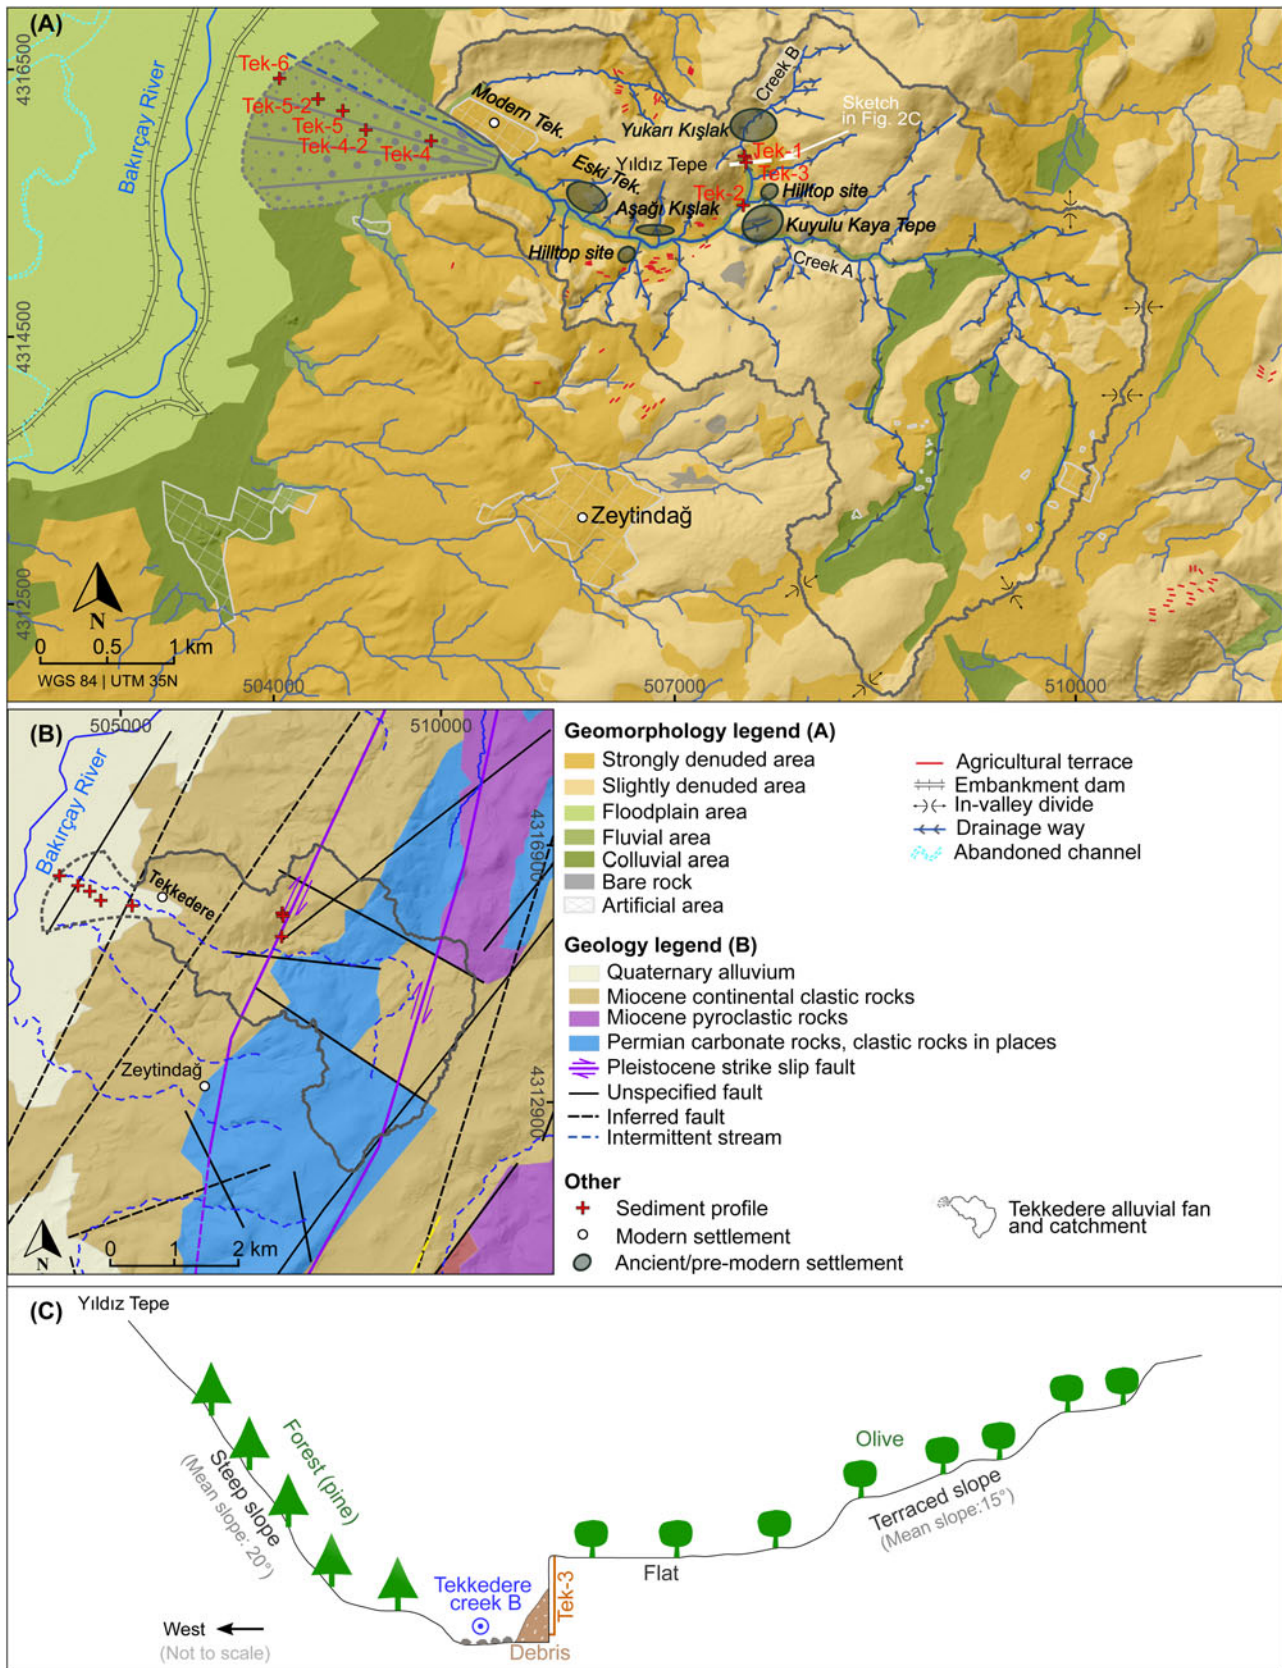 (A)
4316500
4314500
4312500
Bakırçay River
Tek-6
Tek-5-2
Tek-5
Tek-4-2
Tek-4
Modern Tek.
Creek B
Yukarı Kışlak
Sketch
in Fig. 2C
Tek-1
Yıldız Tepe
Tek-3
Eski Tek.
Tek-2
Hilltop site
Aşağı Kışlak
Kuyulu Kaya Tepe
Hilltop site
Creek A
Zeytindağ
N
0 0.5 1 km
WGS 84 | UTM 35N
504000
507000
510000
(B)
505000
510000
Bakırçay River
4316900
Tekkedere
Zeytindağ
4312900
N
0 1 2 km
Geomorphology legend (A)
Strongly denuded area
Slightly denuded area
Floodplain area
Fluvial area
Colluvial area
Bare rock
Artificial area
Agricultural terrace
Embankment dam
In-valley divide
Drainage way
Abandoned channel
Geology legend (B)
Quaternary alluvium
Miocene continental clastic rocks
Miocene pyroclastic rocks
Permian carbonate rocks, clastic rocks in places
Pleistocene strike slip fault
Unspecified fault
Inferred fault
Intermittent stream
Other
Sediment profile
Modern settlement
Ancient/pre-modern settlement
Tekkedere alluvial fan
and catchment
(C)
Yıldız Tepe
Forest (pine)
Steep slope
(Mean slope: 20°)
Olive
Terraced slope
(Mean slope:15°)
Flat
Tekkedere
creek B
Tek-3
West
(Not to scale)
Debris